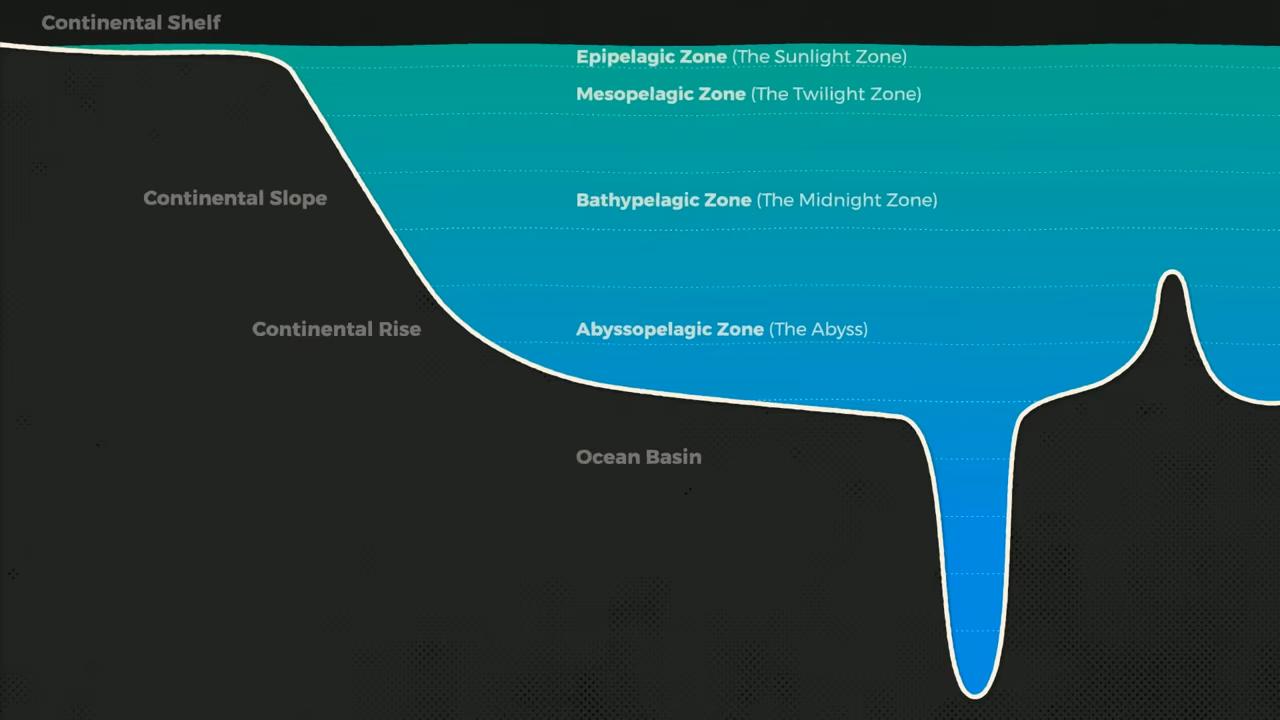 Continental Shelf
Epipelagic Zone (The Sunlight Zone)
Mesopelagic Zone (The Twilight Zone)
Continental Slope
Bathypelagic Zone (The Midnight Zone)
Continental Rise
Abyssopelagic Zone (The Abyss)
Ocean Basin